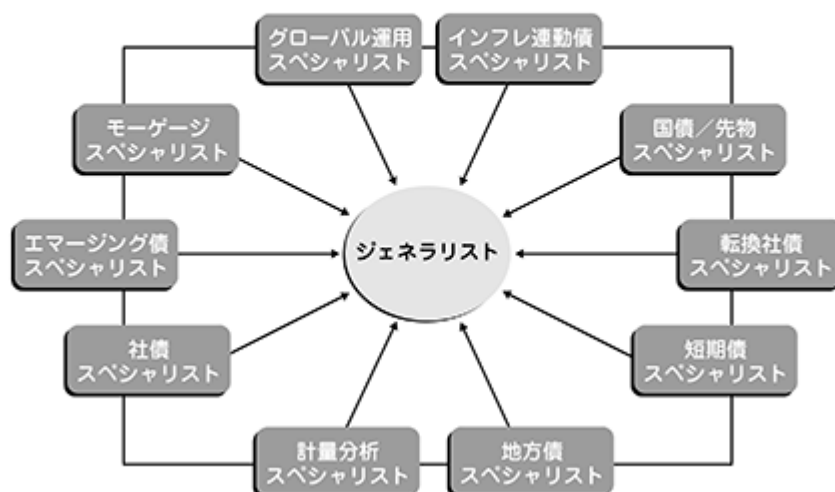 グローバル運用
スペシャリスト
インフレ連動債
スペシャリスト
モーゲージ
スペシャリスト
国債／先物
スペシャリスト
エマージング債
スペシャリスト
ジェネラリスト
転換社債
スペシャリスト
社債
スペシャリスト
短期債
スペシャリスト
計量分析
スペシャリスト
地方債
スペシャリスト